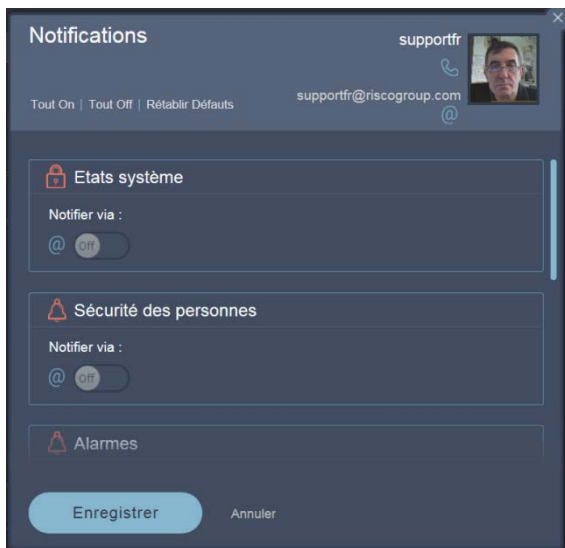 Notifications
supportfr
Tout On | Tout Off | Rétablir Défauts
supportfr@riscogroup.com
@
Etats système
Notifier via :
@ Off
Sécurité des personnes
Notifier via :
@ Off
Alarmes
Enregistrer
Annuler